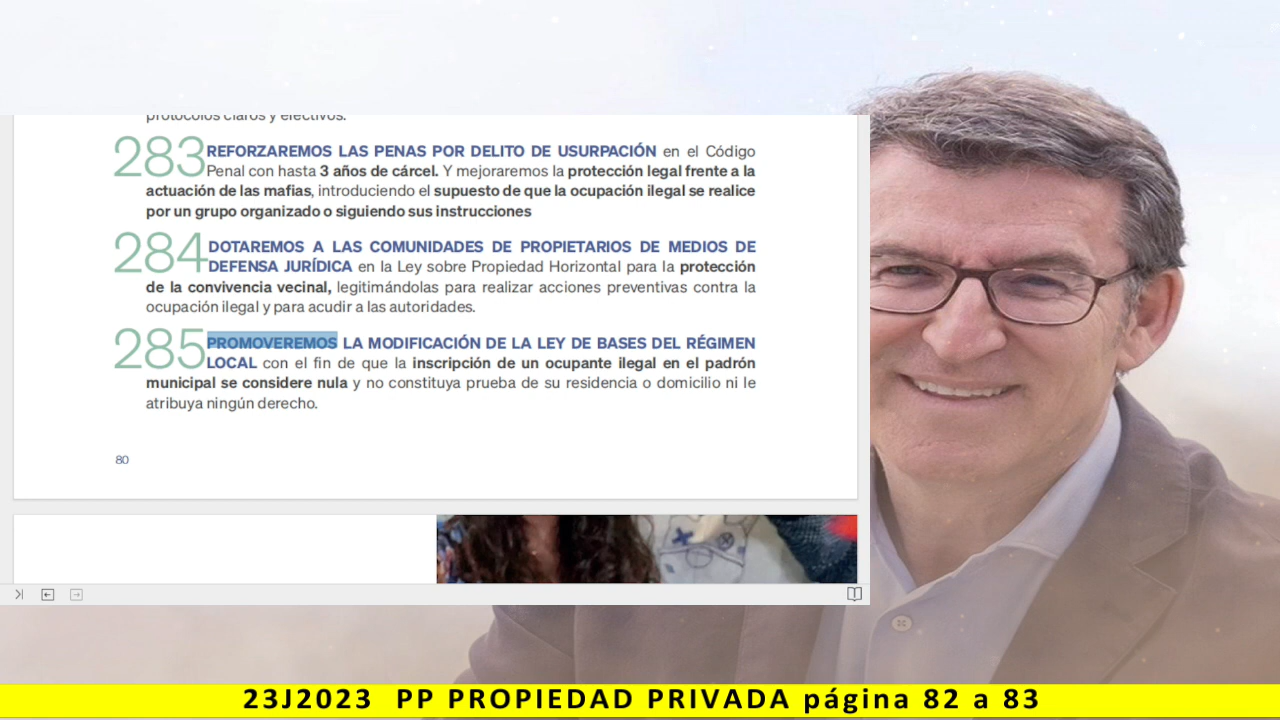 protocolos claros y efectivos.
283 REFORZAREMOS LAS PENAS POR DELITO DE USURPACIÓN en el Código
Penal con hasta 3 años de cárcel. Y mejoraremos la protección legal frente a la
actuación de las mafias, introduciendo el supuesto de que la ocupación ilegal se realice
por un grupo organizado o siguiendo sus instrucciones
284 DOTAREMOS A LAS COMUNIDADES DE PROPIETARIOS DE MEDIOS DE
DEFENSA JURÍDICA en la Ley sobre Propiedad Horizontal para la protección
de la convivencia vecinal, legitimándolas para realizar acciones preventivas contra la
ocupación ilegal y para acudir a las autoridades.
285 PROMOVEREMOS LA MODIFICACIÓN DE LA LEY DE BASES DEL RÉGIMEN
LOCAL con el fin de que la inscripción de un ocupante ilegal en el padrón
municipal se considere nula y no constituya prueba de su residencia o domicilio ni le
atribuya ningún derecho.
80
23J2023 PP PROPIEDAD PRIVADA página 82 a 83